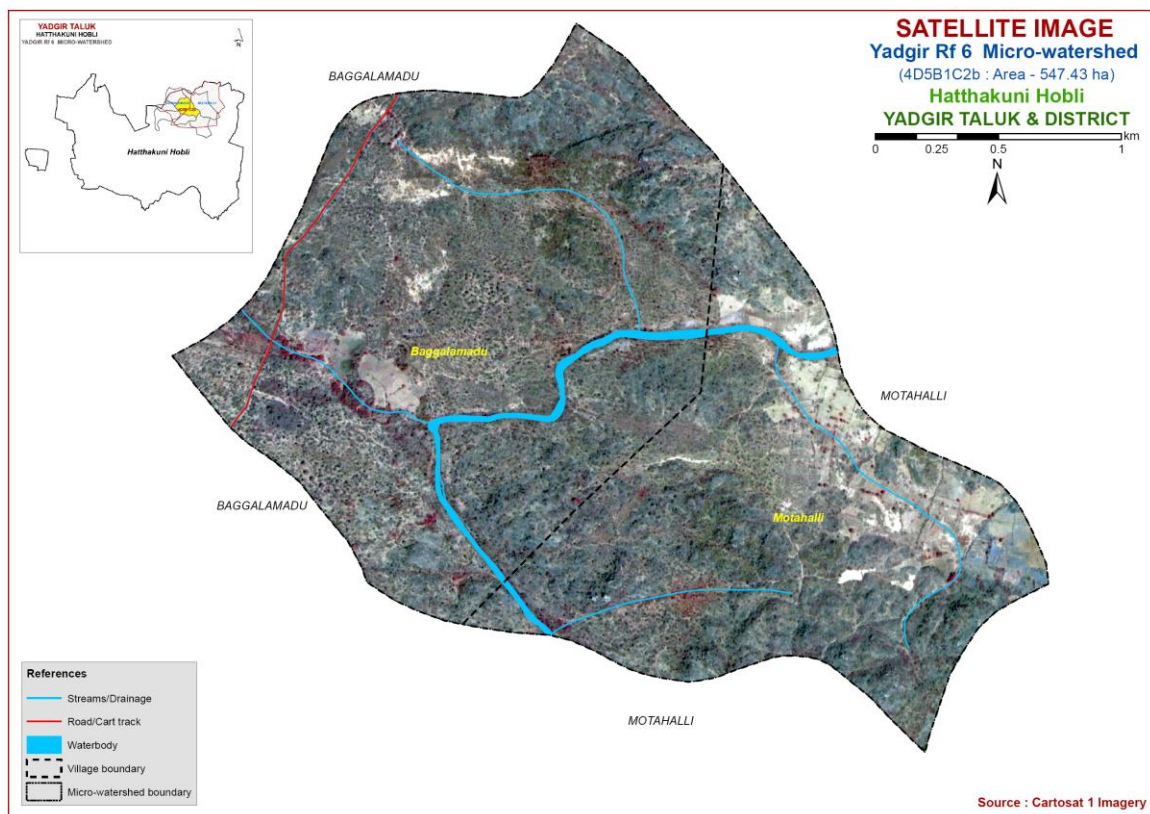 YADGIR TALUK
HATTHAKUNI HOBLI
YADGIR Rf 6 MICRO-WATERSHED
N
Hatthakuni Hobli
SATELLITE IMAGE
Yadgir Rf 6 Micro-watershed
(4D5B1C2b : Area - 547.43 ha)
Hatthakuni Hobli
YADGIR TALUK & DISTRICT
km
0 0.25 0.5 1
N
BAGGALAMADU
Baggalamadu
MOTAHALLI
BAGGALAMADU
Motahalli
MOTAHALLI
References
Streams/Drainage
Road/Cart track
Waterbody
Village boundary
Micro-watershed boundary
Source : Cartosat 1 Imagery